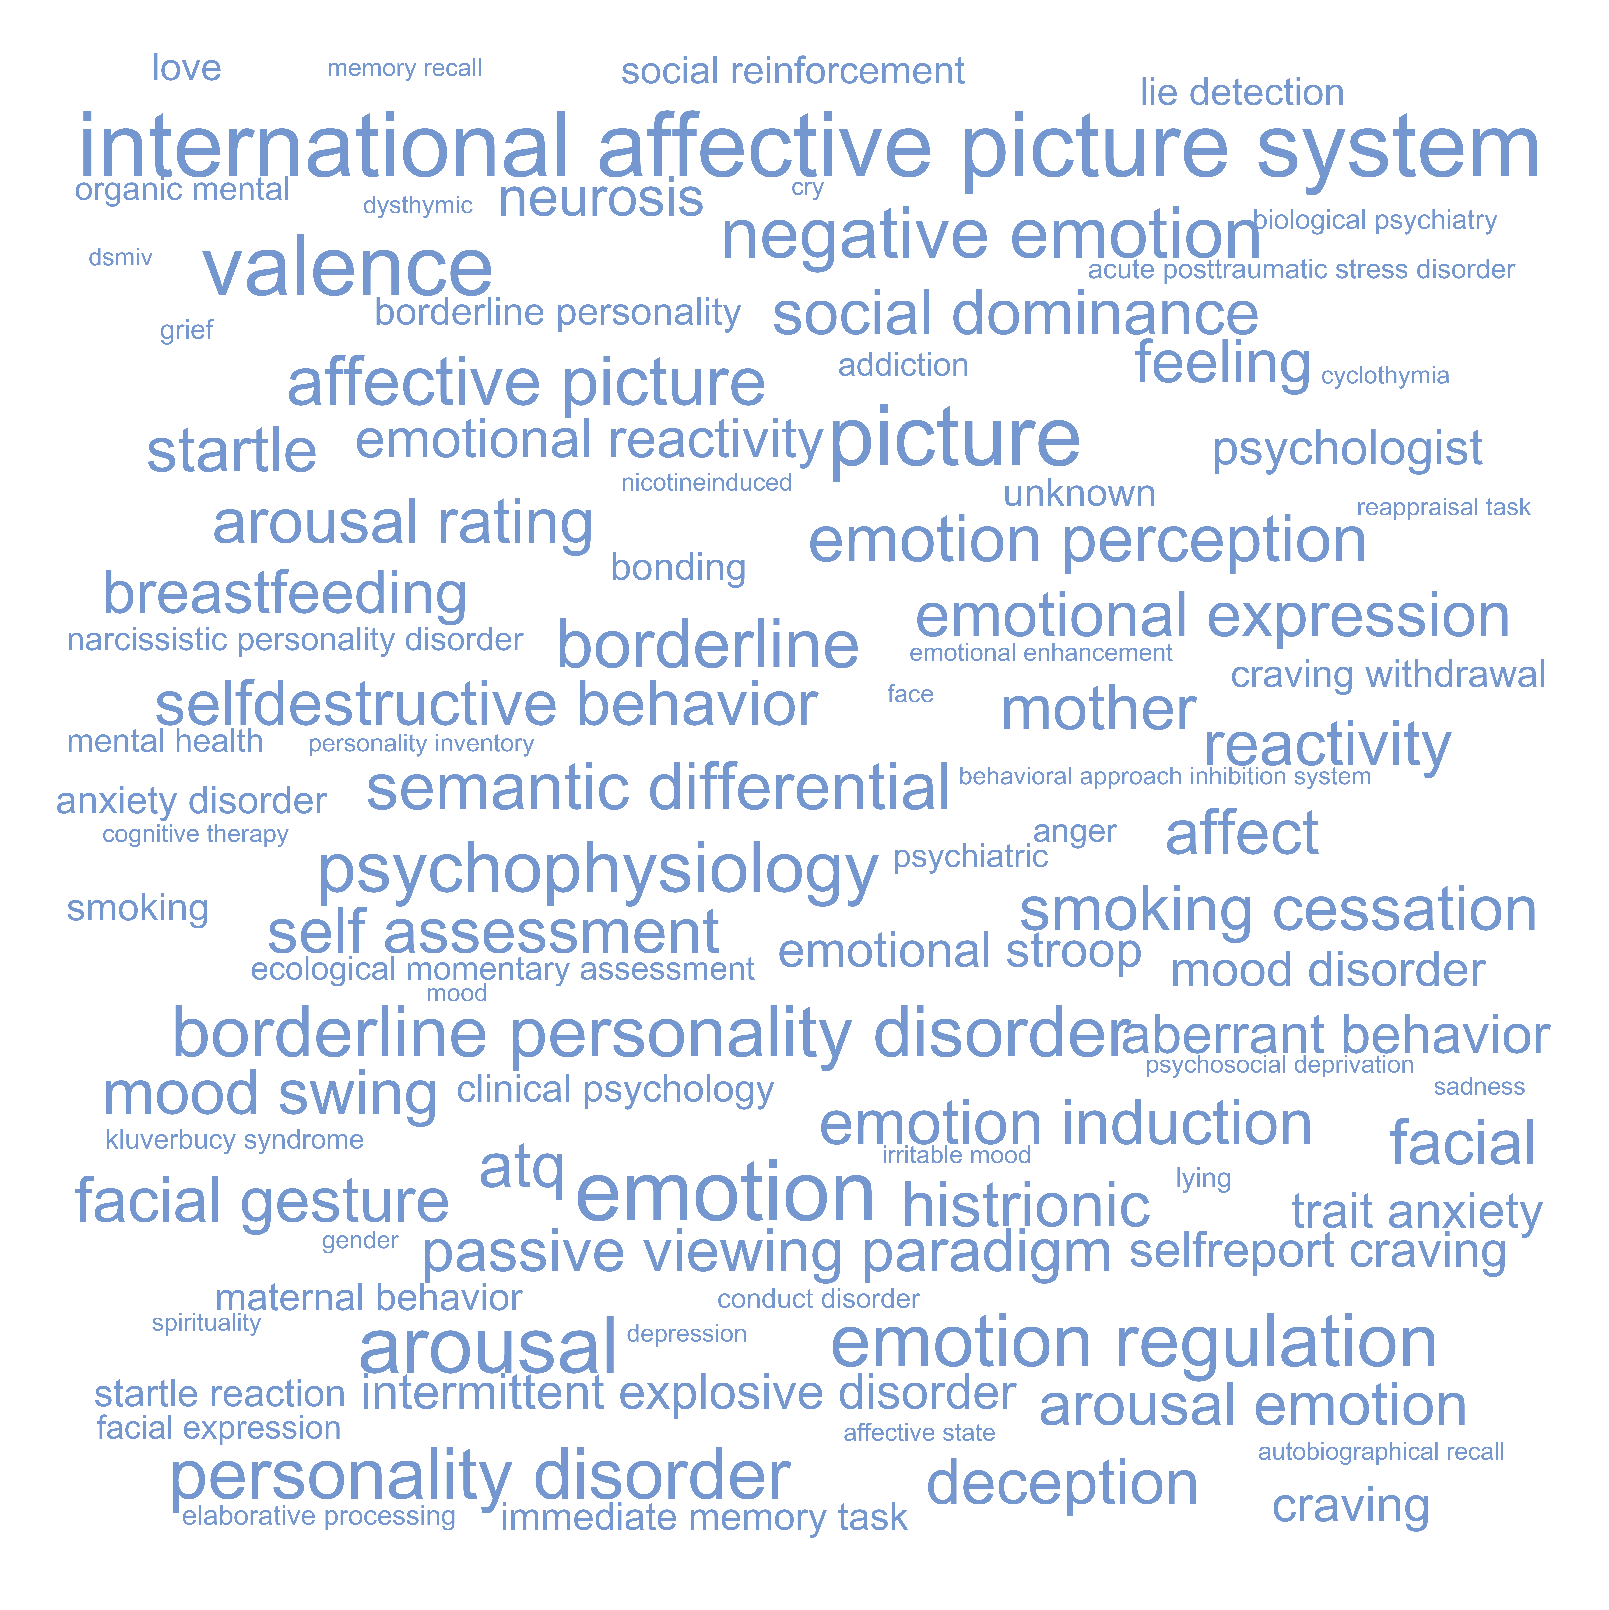 love
memory recall
social reinforcement
lie detection
international affective picture system
organic mental
dysthymic
neurosis
cry
negative emotion
biological psychiatry
dsmiv
valence
acute posttraumatic stress disorder
grief
borderline personality
social dominance
affective picture
addiction
feeling
cyclothymia
startle
emotional reactivity
picture
psychologist
nicotineinduced
unknown
reappraisal task
arousal rating
emotion perception
bonding
breastfeeding
emotional expression
narcissistic personality disorder
borderline
emotional enhancement
craving withdrawal
selfdestructive behavior
face
mother
mental health
personality inventory
reactivity
anxiety disorder
semantic differential
behavioral approach inhibition system
cognitive therapy
anger
affect
psychophysiology
psychiatric
smoking
smoking cessation
self assessment
emotional stroop
ecological momentary assessment
mood disorder
mood
borderline personality disorder
aberrant behavior
psychosocial deprivation
mood swing
clinical psychology
sadness
emotion induction
kluverbucy syndrome
irritable mood
facial
atq
emotion
lying
facial gesture
histrionic
trait anxiety
gender
passive viewing paradigm
selfreport craving
maternal behavior
conduct disorder
spirituality
arousal
depression
emotion regulation
startle reaction
intermittent explosive disorder
arousal emotion
facial expression
affective state
autobiographical recall
personality disorder
deception
elaborative processing
immediate memory task
craving